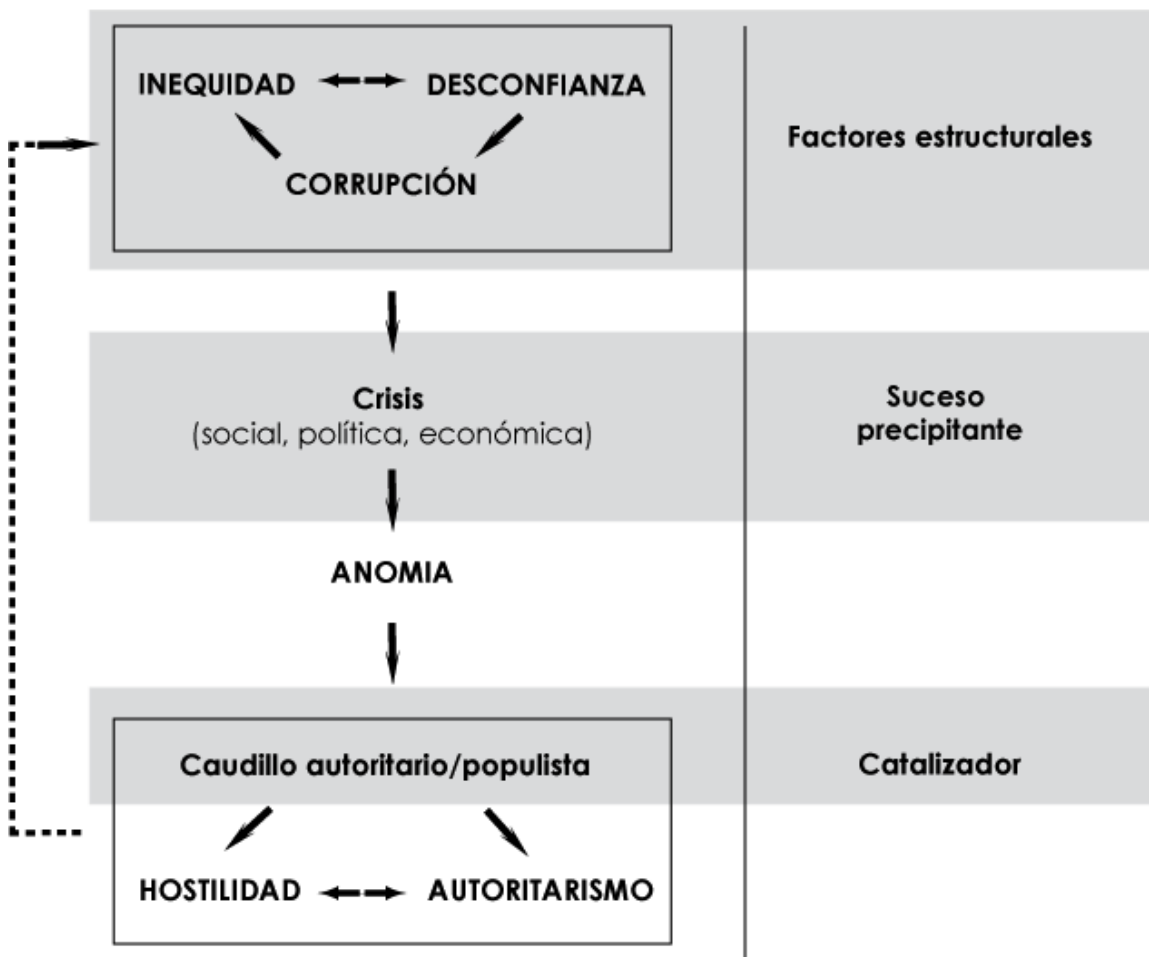 INEQUIDAD
DESCONFIANZA
CORRUPCIÓN
Factores estructurales
Crisis
(social, política, económica)
Suceso
precipitante
ANOMIA
Caudillo autoritario/populista
Catalizador
HOSTILIDAD
AUTORITARISMO